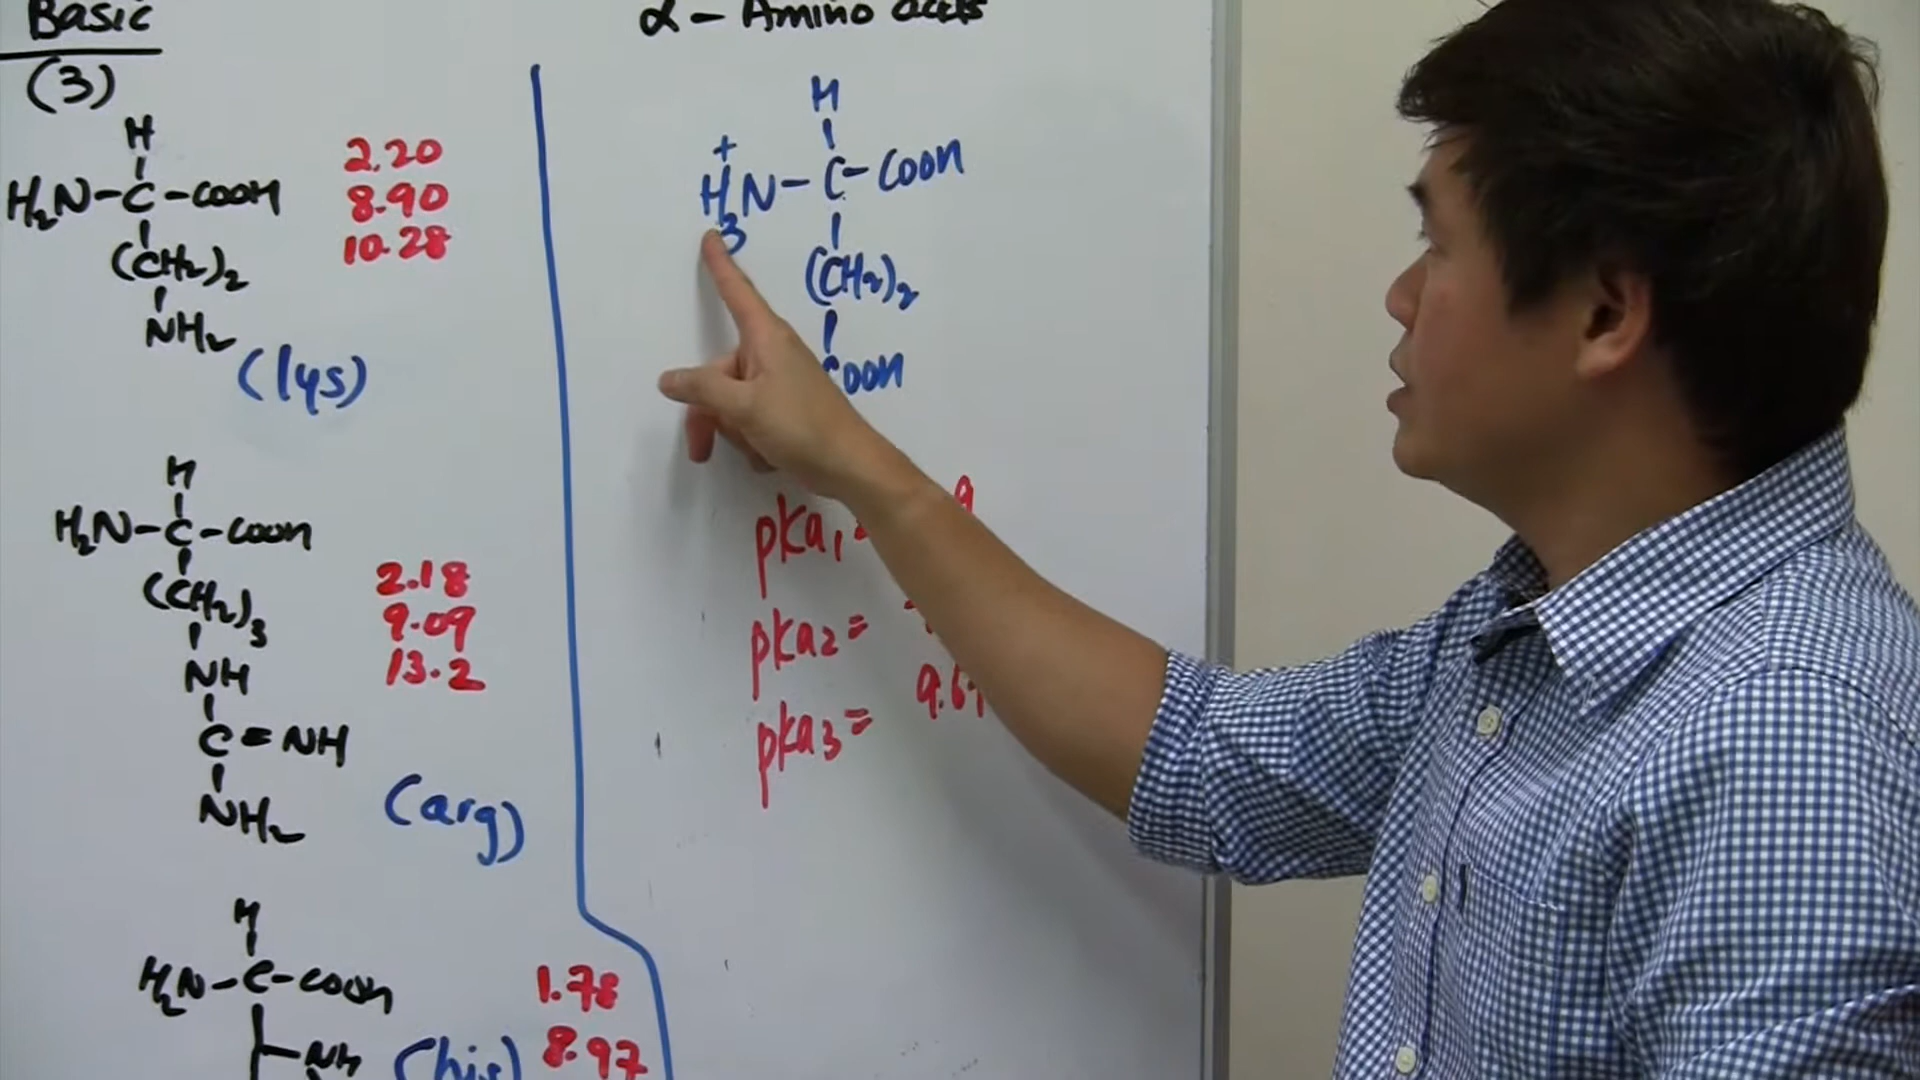 Basic
(3)
H
H2N-C-COOH
(CH2)2
NH2
(lys)
2.20
8.90
10.28
H
H2N-C-COOH
(CH2)3
NH
C=NH
NH2
(arg)
2.18
9.09
13.2
H
H2N-C-COOH
NH
(his)
1.78
8.97
α - Amino acids
H
+
H3N-C-COOH
(CH2)2
COOH
pKa1=
pKa2=
pKa3=